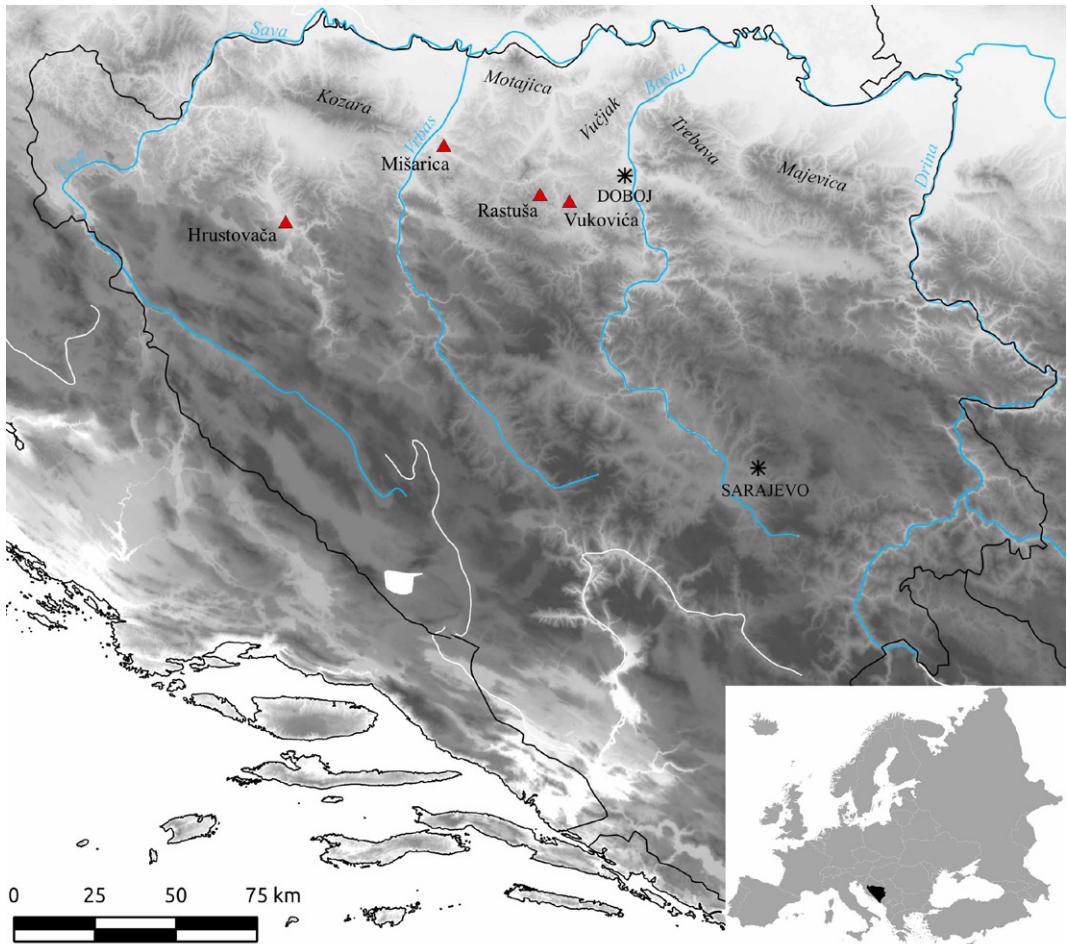 Sava
Motajica
Bosna
Kozara
Vučjak
Vrbas
Trebava
Una
Mišarica
Majevica
Drina
DOBOJ
Rastuša
Vukovića
Hrustovača
SARAJEVO
0 25 50 75 km